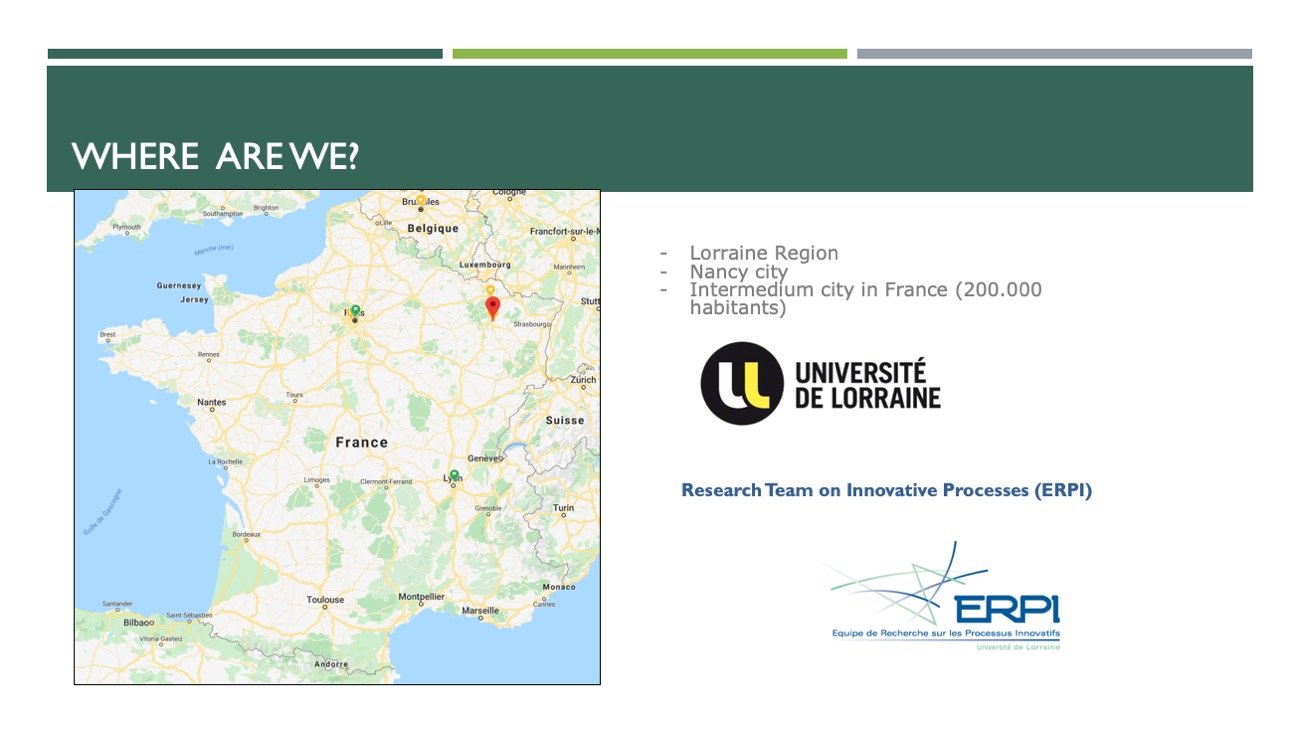 WHERE ARE WE?
Cologne
Brighton
Southampton
Plymouth
Lille
Belgique
Francfort-sur-le-M
Manche (mer)
Luxembourg
Mannheim
Guernesey
Jersey
Stutt
Strasbourg
Brest
Rennes
Zürich
Tours
Nantes
Suisse
France
La Rochelle
Genève
Limoges
Clermont-Ferrand
Lyon
Golfe de Gascogne
Grenoble
Turin
Bordeaux
Monaco
Toulouse
Montpellier
Cannes
Santander
Marseille
Saint-Sébastien
Bilbao
Vitoria-Gasteiz
Andorre
- Lorraine Region
- Nancy city
- Intermedium city in France (200.000
habitants)
UNIVERSITÉ
DE LORRAINE
Research Team on Innovative Processes (ERPI)
ERPI
Equipe de Recherche sur les Processus Innovatifs
Université de Lorraine